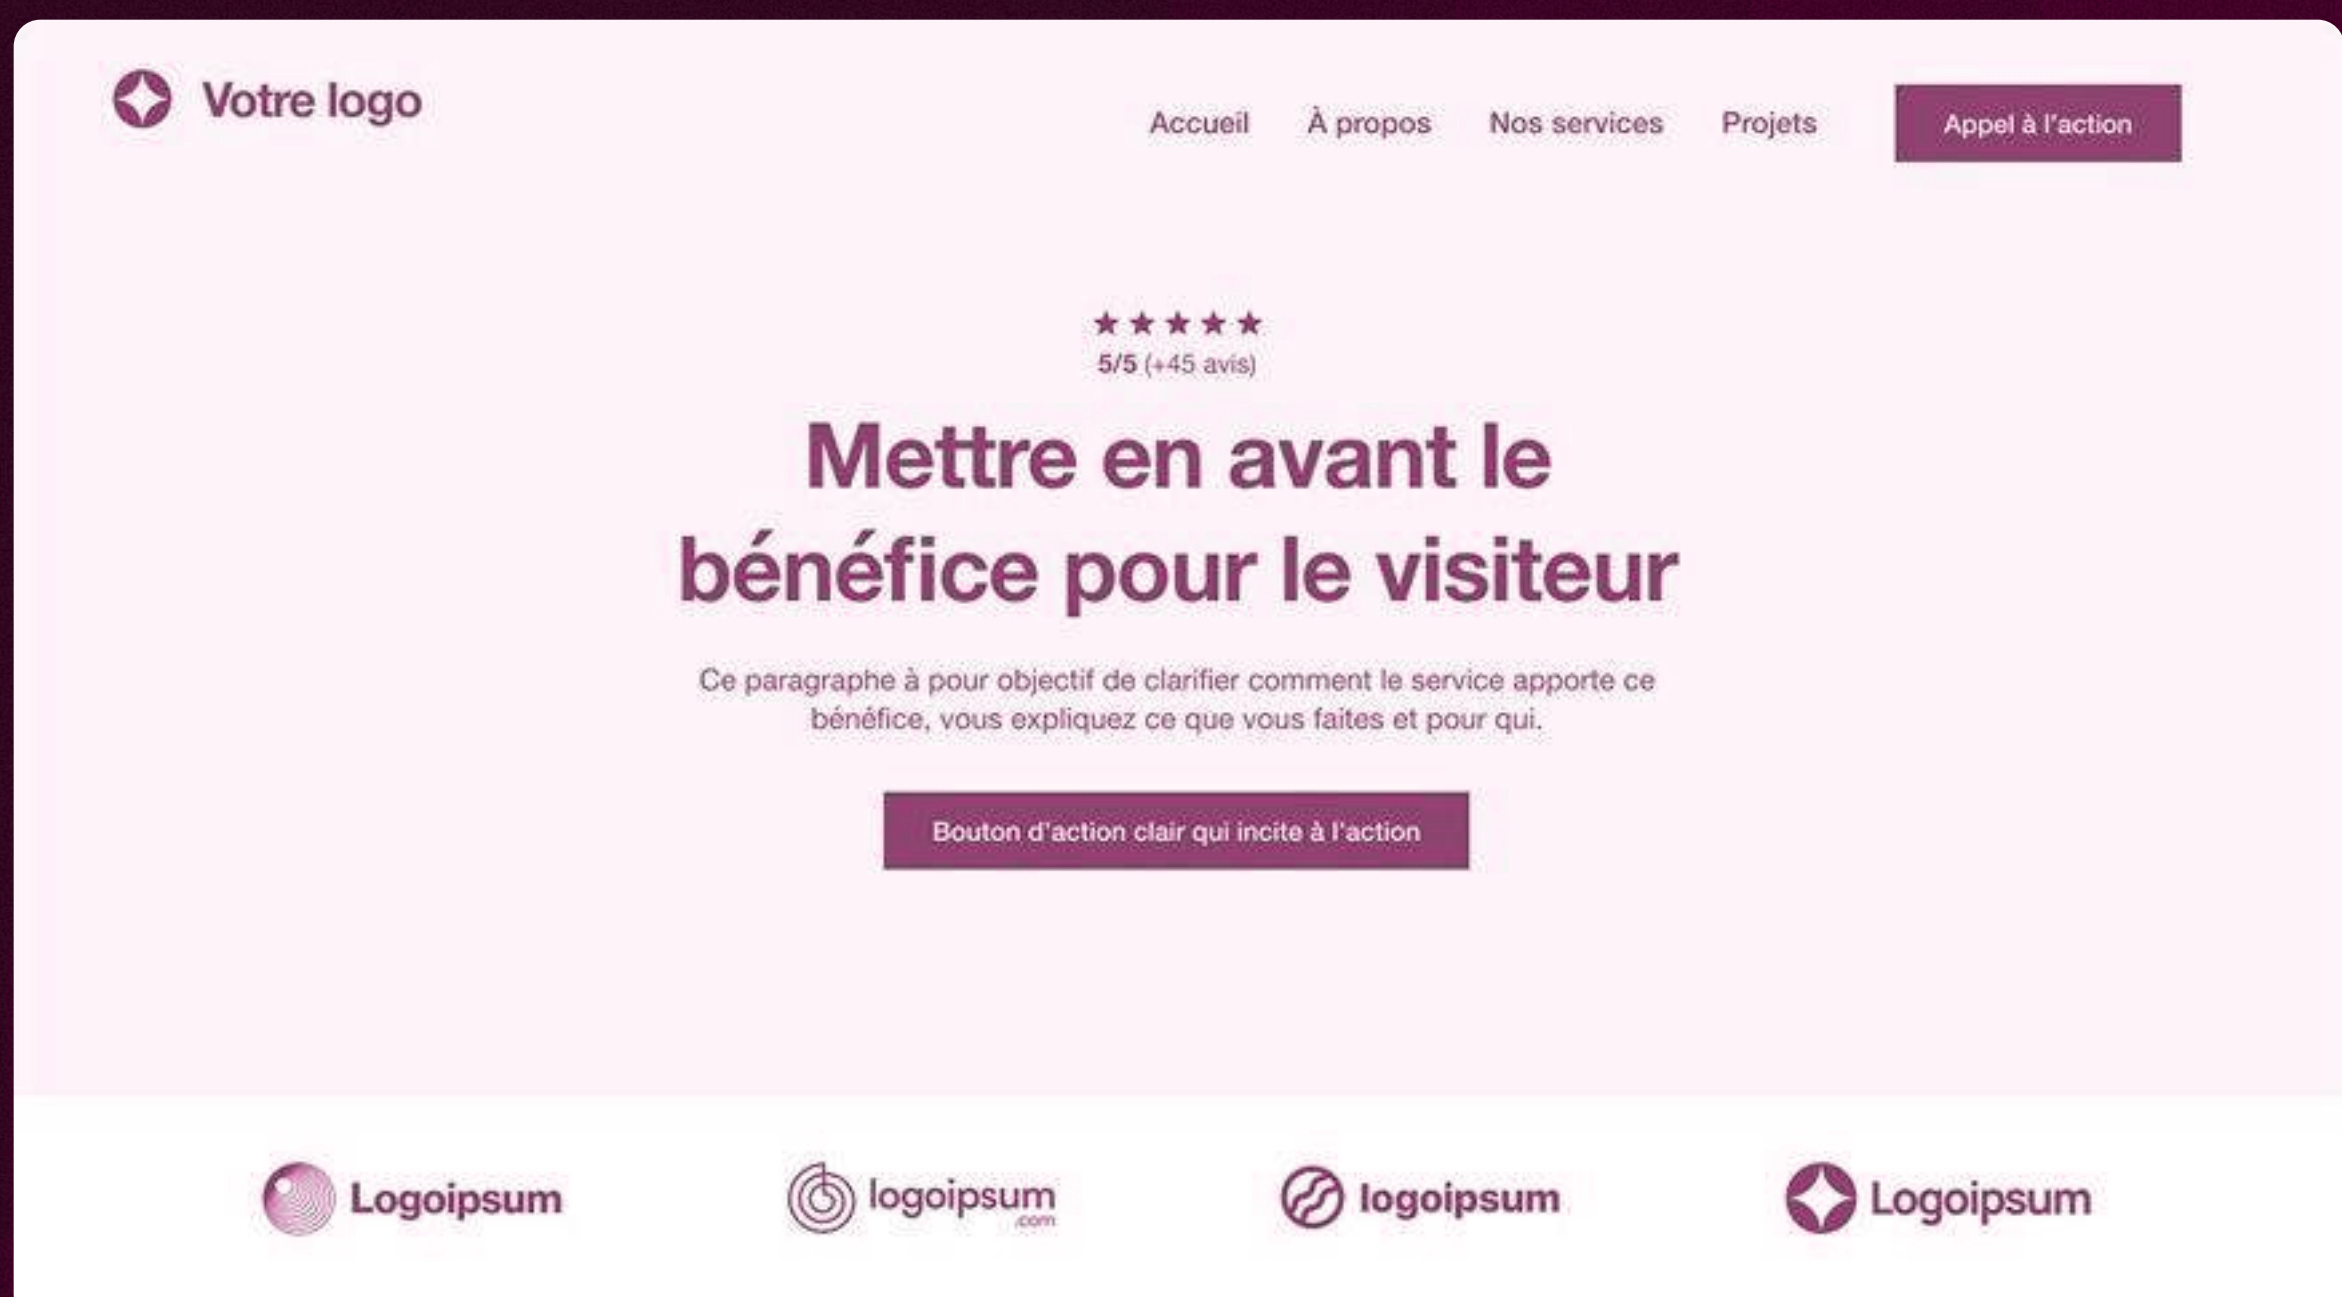 Votre logo
Accueil À propos Nos services Projets Appel à l'action
5/5 (+45 avis)
Mettre en avant le
bénéfice pour le visiteur
Ce paragraphe à pour objectif de clarifier comment le service apporte ce
bénéfice, vous expliquez ce que vous faites et pour qui.
Bouton d'action clair qui incite à l'action
Logoipsum logoipsum .com logoipsum Logoipsum